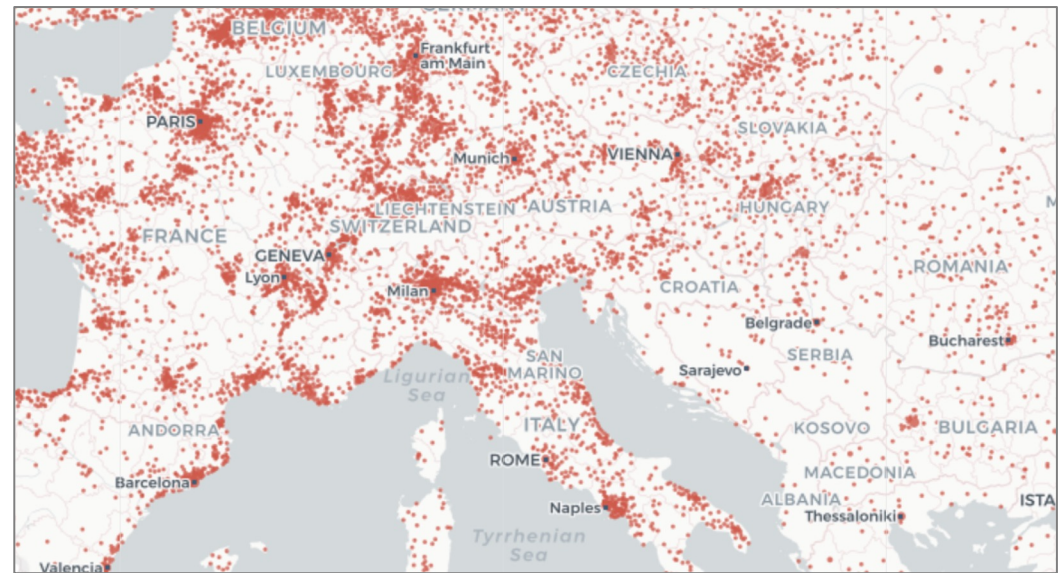 GERMANY
BELGIUM
Frankfurt
am Main
LUXEMBOURG
CZECHIA
PARIS
SLOVAKIA
Munich
VIENNA
LIECHTENSTEIN
AUSTRIA
HUNGARY
SWITZERLAND
FRANCE
GENEVA
Lyon
ROMANIA
Milan
CROATIA
Belgrade
Bucharest
SAN
MARINO
SERBIA
Sarajevo
Ligurian
Sea
ITALY
ANDORRA
KOSOVO
BULGARIA
ROME
MACEDONIA
Barcelona
ALBANIA
ISTA
Naples
Thessaloniki
Tyrrhenian
Sea
Valencia